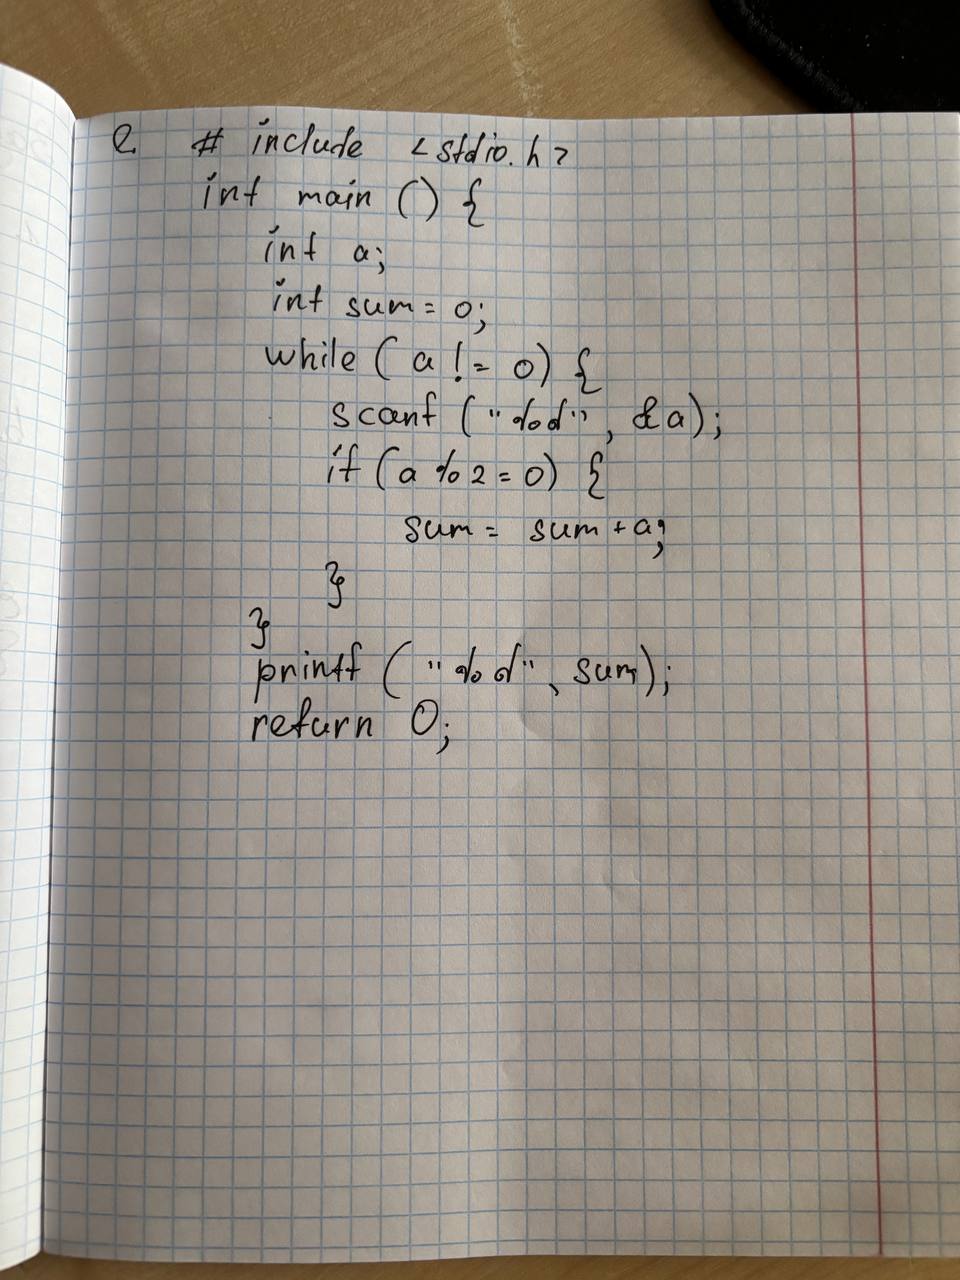 2. # include <stdio.h>
int main () {
int a;
int sum = 0;
while ( a != 0) {
scanf ("%d", &a);
if (a % 2 = 0) {
sum = sum + a;
}
}
printf ("%d", sum);
return 0;